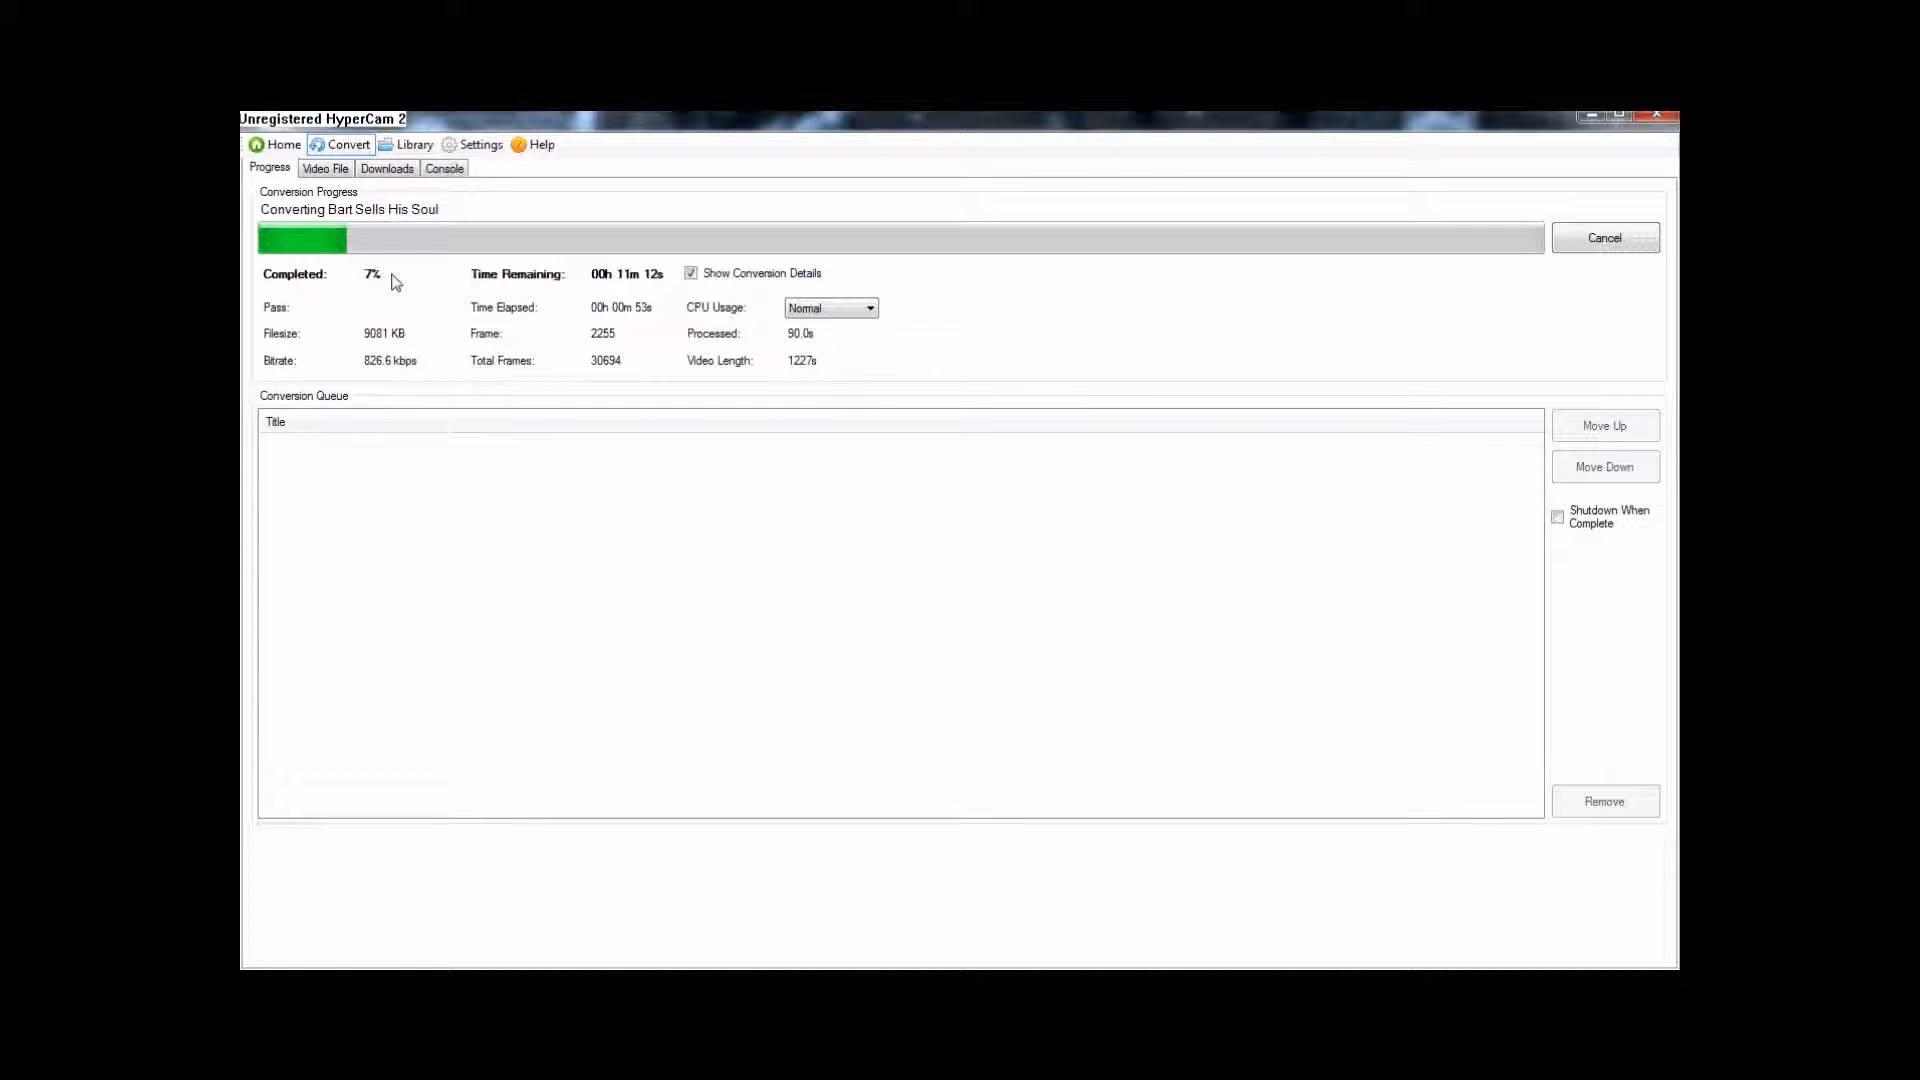 Unregistered HyperCam 2
Home Convert Library Settings Help
Progress Video File Downloads Console
Conversion Progress
Converting Bart Sells His Soul
Cancel
Completed: 7% Time Remaining: 00h 11m 12s Show Conversion Details
Pass: Time Elapsed: 00h 00m 53s CPU Usage: Normal
Filesize: 9081 KB Frame: 2255 Processed: 90.0s
Bitrate: 826.6 kbps Total Frames: 30694 Video Length: 1227s
Conversion Queue
Title
Move Up
Move Down
Shutdown When
Complete
Remove